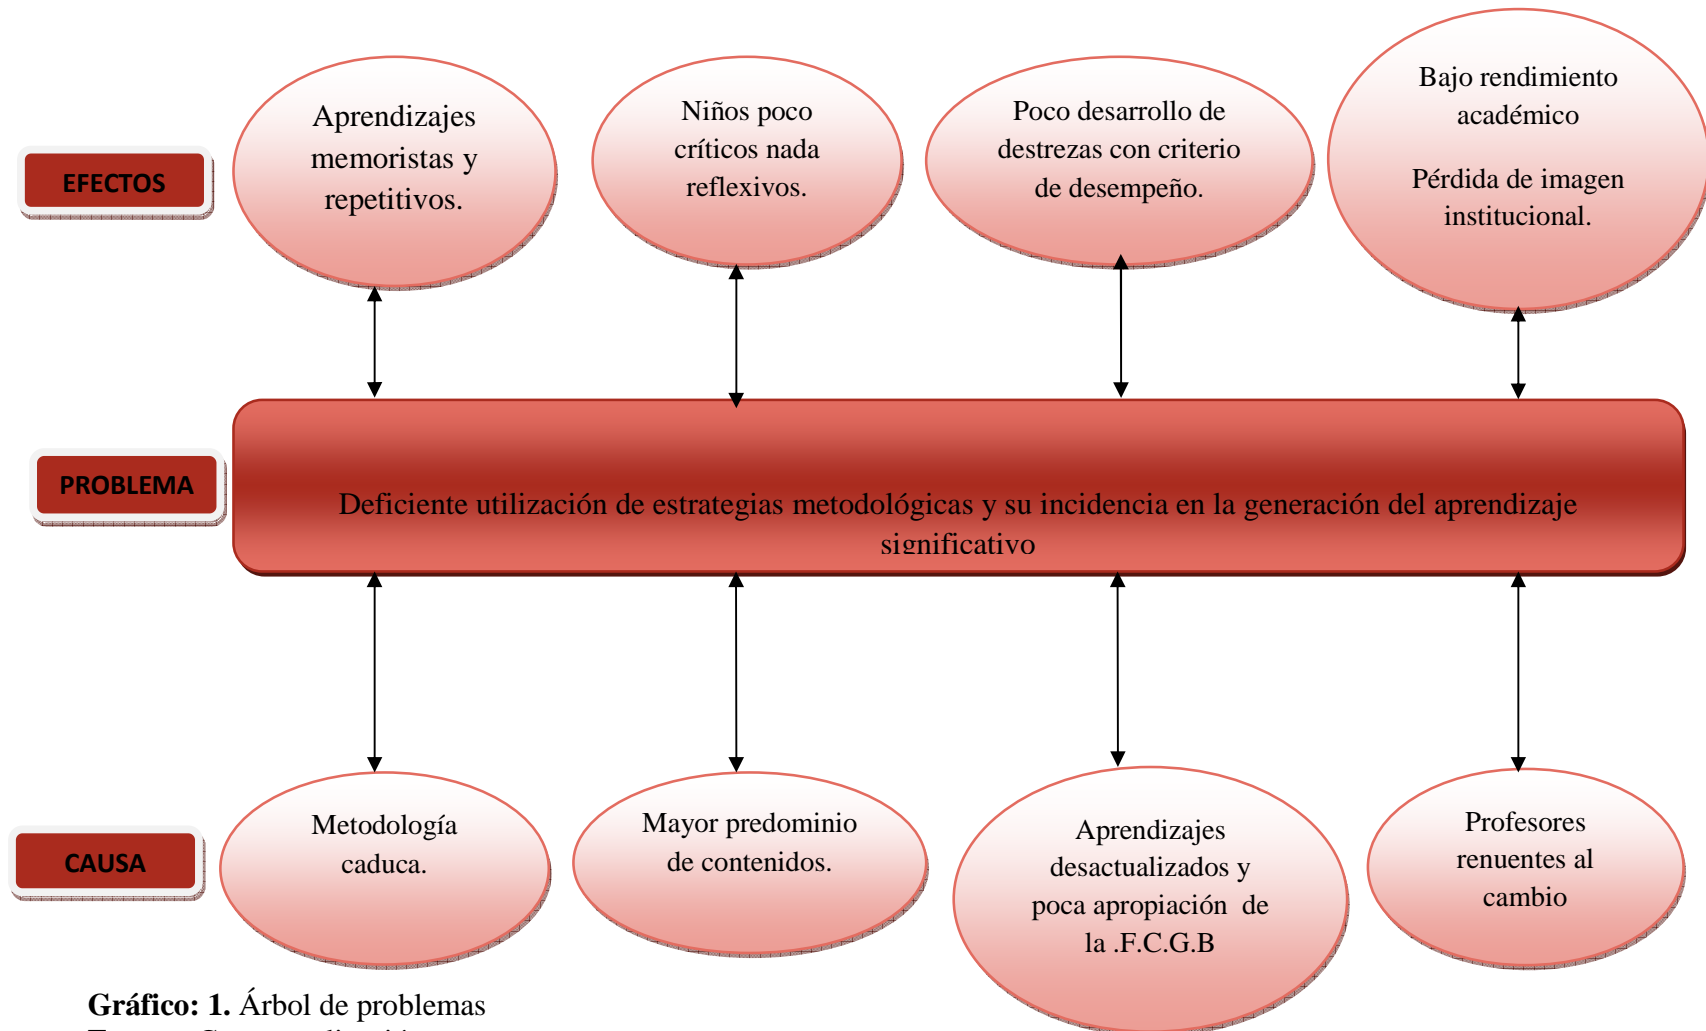 EFECTOS
Aprendizajes
memoristas y
repetitivos.
Niños poco
críticos nada
reflexivos.
Poco desarrollo de
destrezas con criterio
de desempeño.
Bajo rendimiento
académico
Pérdida de imagen
institucional.
PROBLEMA
Deficiente utilización de estrategias metodológicas y su incidencia en la generación del aprendizaje
significativo
CAUSA
Metodología
caduca.
Mayor predominio
de contenidos.
Aprendizajes
desactualizados y
poca apropiación de
la .F.C.G.B
Profesores
renuentes al
cambio
Gráfico: 1. Árbol de problemas